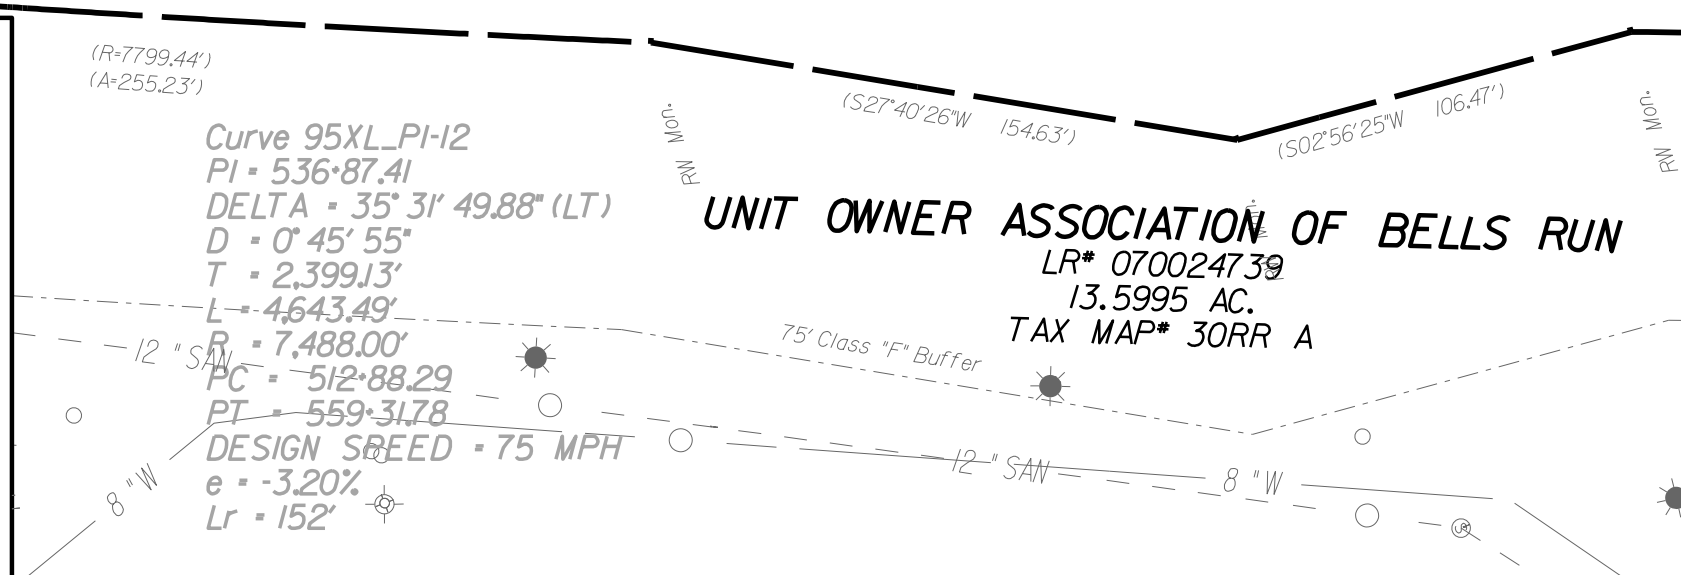 (R=7799.44')
(A=255.23')
Curve 95XL_PI-12
PI = 536+87.41
DELTA = 35° 31' 49.88" (LT)
D = 0° 45' 55"
T = 2,399.13'
L = 4,643.49'
R = 7,488.00'
PC = 512+88.29
PT = 559+31.78
DESIGN SPEED = 75 MPH
e = -3.20%
Lr = 152'
12 "SAN
8 "W
RW Mon.
(S27°40'26"W 154.63')
(S02°56'25"W 106.47')
RW Mon.
UNIT OWNER ASSOCIATION OF BELLS RUN
LR# 070024739
13.5995 AC.
TAX MAP# 30RR A
75' Class "F" Buffer
12 "SAN
8 "W
S